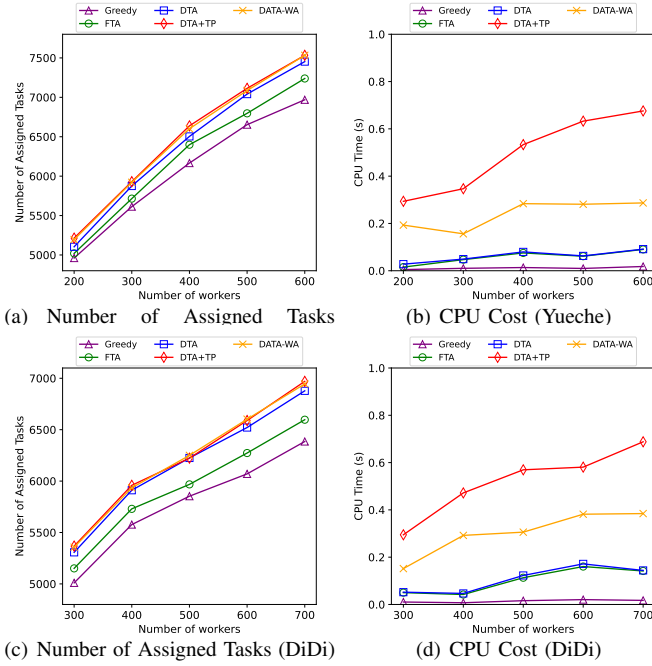 Greedy DTA DATA-WA
FTA DTA+TP
7500
7000
6500
6000
5500
5000
Number of Assigned Tasks
200 300 400 500 600
Number of workers
(a) Number of Assigned Tasks
Greedy DTA DATA-WA
FTA DTA+TP
1.0
0.8
0.6
0.4
0.2
0.0
CPU Time (s)
200 300 400 500 600
Number of workers
(b) CPU Cost (Yueche)
Greedy DTA DATA-WA
FTA DTA+TP
7000
6500
6000
5500
5000
Number of Assigned Tasks
300 400 500 600 700
Number of workers
(c) Number of Assigned Tasks (DiDi)
Greedy DTA DATA-WA
FTA DTA+TP
1.0
0.8
0.6
0.4
0.2
0.0
CPU Time (s)
300 400 500 600 700
Number of workers
(d) CPU Cost (DiDi)